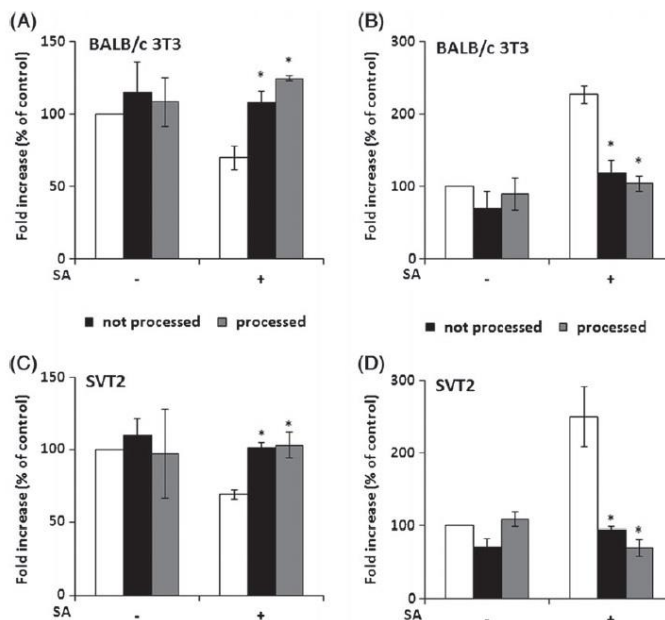 (A)
BALB/c 3T3
Fold increase (% of control)
150
100
50
0
* *
SA - +
(B)
BALB/c 3T3
Fold increase (% of control)
300
200
100
0
* *
SA - +
■ not processed ■ processed
■ not processed ■ processed
(C)
SVT2
Fold increase (% of control)
150
100
50
0
* *
SA - +
(D)
SVT2
Fold increase (% of control)
300
200
100
0
* *
SA - +